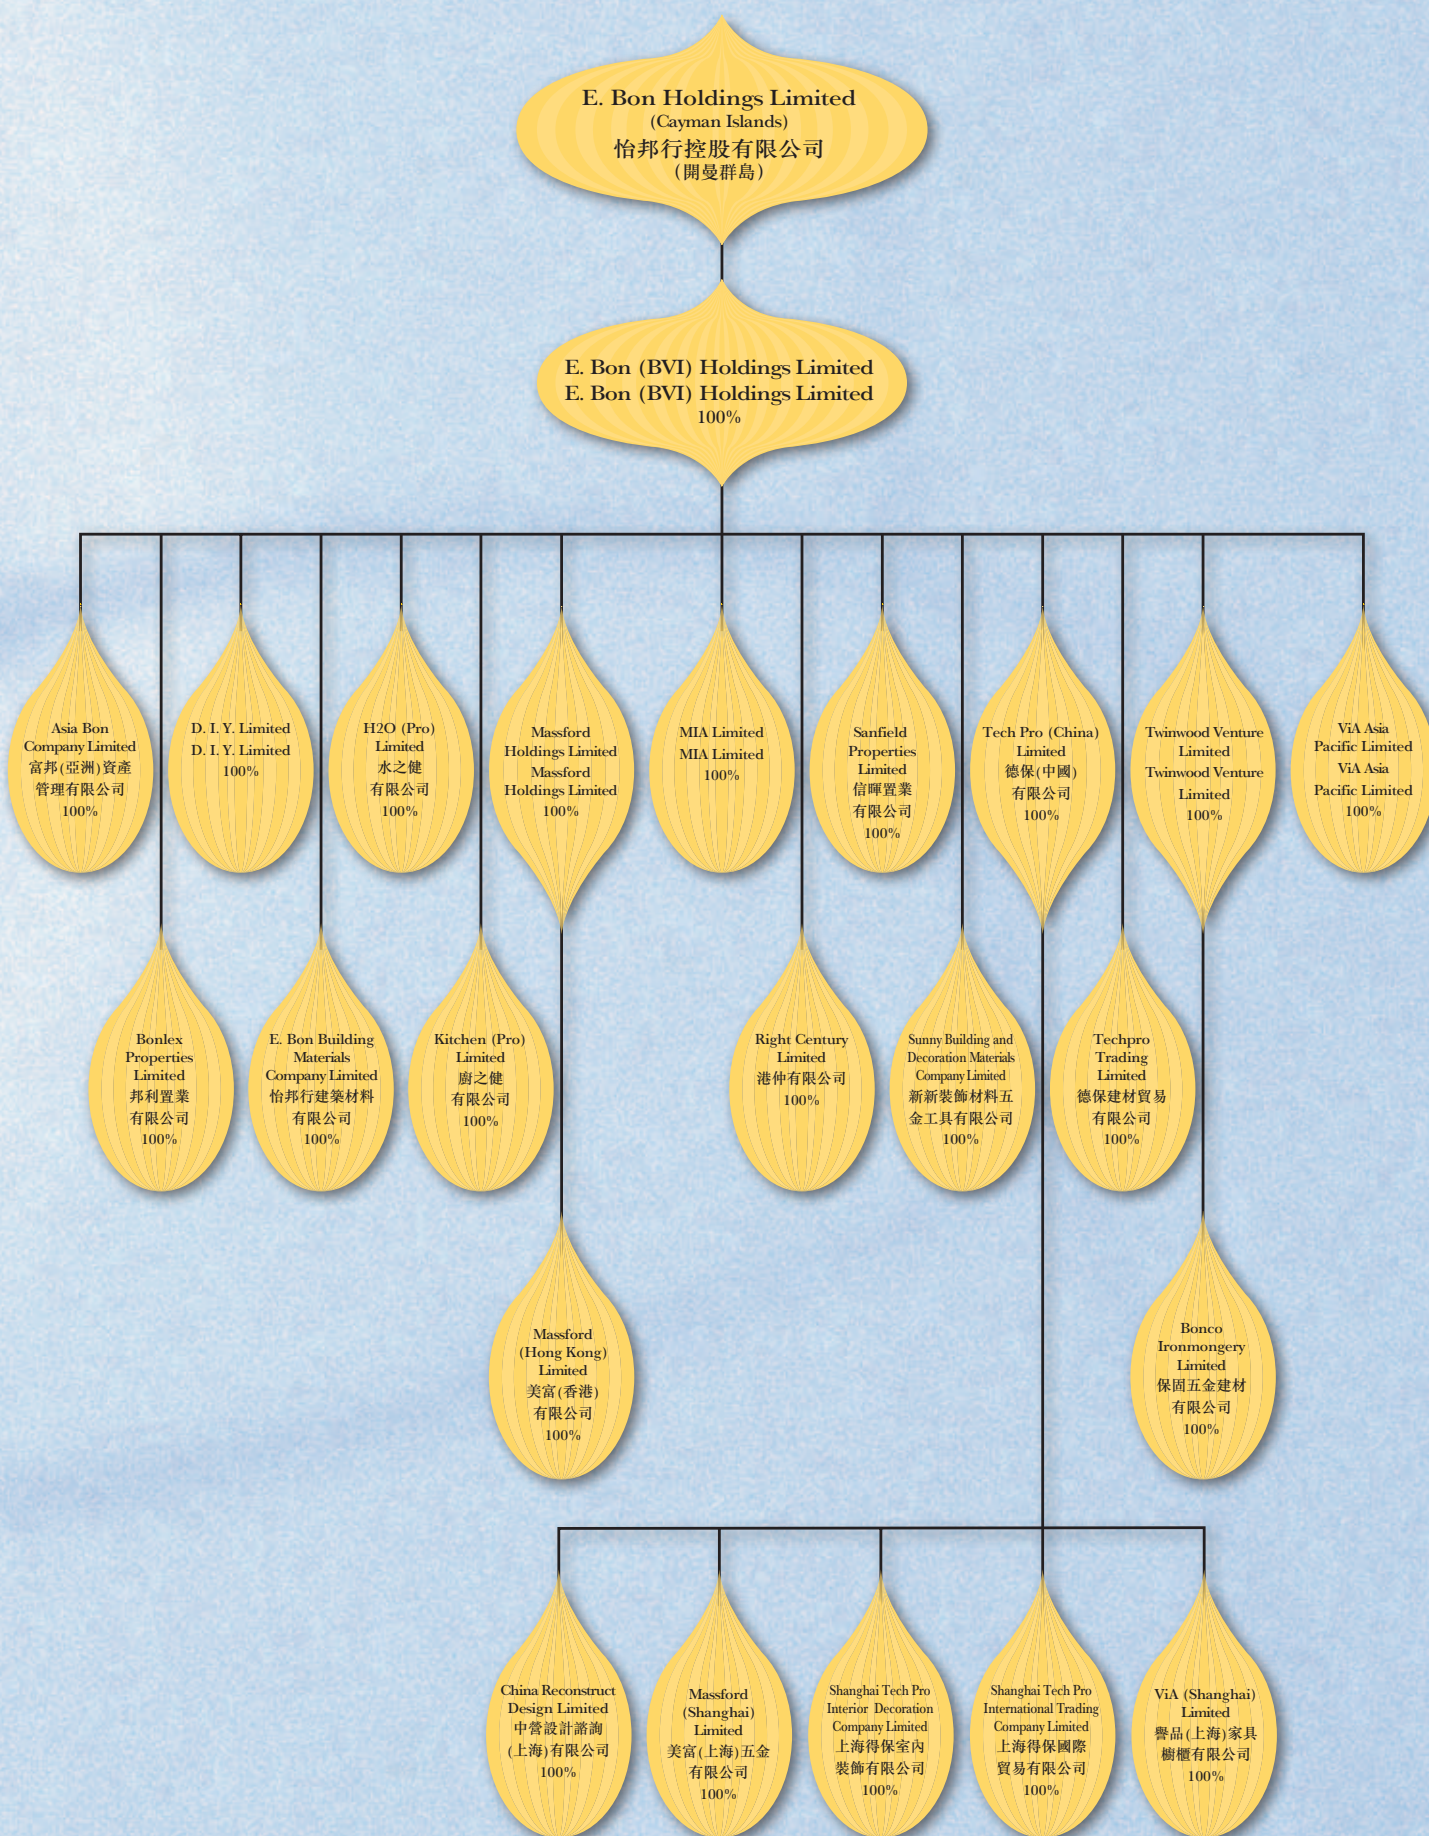 E. Bon Holdings Limited
(Cayman Islands)
怡邦行控股有限公司
(開曼群島)
E. Bon (BVI) Holdings Limited
E. Bon (BVI) Holdings Limited
100%
Asia Bon
Company Limited
富邦(亞洲)資產
管理有限公司
100%
D. I. Y. Limited
D. I. Y. Limited
100%
H2O (Pro)
Limited
水之健
有限公司
100%
Massford
Holdings Limited
Massford
Holdings Limited
100%
MIA Limited
MIA Limited
100%
Sanfield
Properties
Limited
信暉置業
有限公司
100%
Tech Pro (China)
Limited
德保(中國)
有限公司
100%
Twinwood Venture
Limited
Twinwood Venture
Limited
100%
ViA Asia
Pacific Limited
ViA Asia
Pacific Limited
100%
Bonlex
Properties
Limited
邦利置業
有限公司
100%
E. Bon Building
Materials
Company Limited
怡邦行建築材料
有限公司
100%
Kitchen (Pro)
Limited
廚之健
有限公司
100%
Right Century
Limited
港仲有限公司
100%
Sunny Building and
Decoration Materials
Company Limited
新新裝飾材料五
金工具有限公司
100%
Techpro
Trading
Limited
德保建材貿易
有限公司
100%
Massford
(Hong Kong)
Limited
美富(香港)
有限公司
100%
Bonco
Ironmongery
Limited
保固五金建材
有限公司
100%
China Reconstruct
Design Limited
中營設計諮詢
(上海)有限公司
100%
Massford
(Shanghai)
Limited
美富(上海)五金
有限公司
100%
Shanghai Tech Pro
Interior Decoration
Company Limited
上海得保室內
裝飾有限公司
100%
Shanghai Tech Pro
International Trading
Company Limited
上海得保國際
貿易有限公司
100%
ViA (Shanghai)
Limited
譽品(上海)家具
櫥櫃有限公司
100%